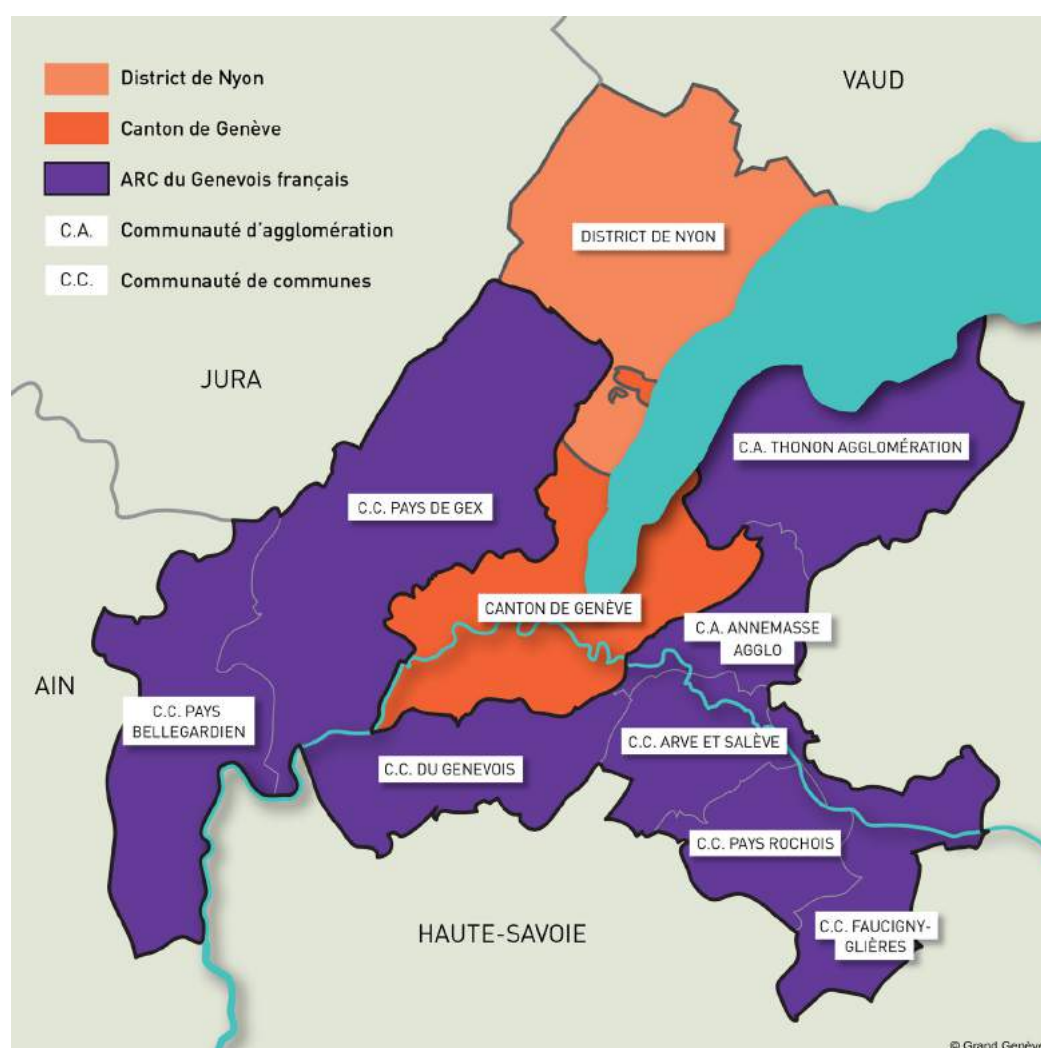 District de Nyon
Canton de Genève
ARC du Genevois français
C.A. Communauté d'agglomération
C.C. Communauté de communes
VAUD
DISTRICT DE NYON
JURA
C.A. THONON AGGLOMÉRATION
C.C. PAYS DE GEX
CANTON DE GENÈVE
C.A. ANNEMASSE
AGGLO
AIN
C.C. PAYS
BELLEGARDIEN
C.C. ARVE ET SALÈVE
C.C. DU GENEVOIS
C.C. PAYS ROCHOIS
HAUTE-SAVOIE
C.C. FAUCIGNY-
GLIÈRES
© Grand Genève